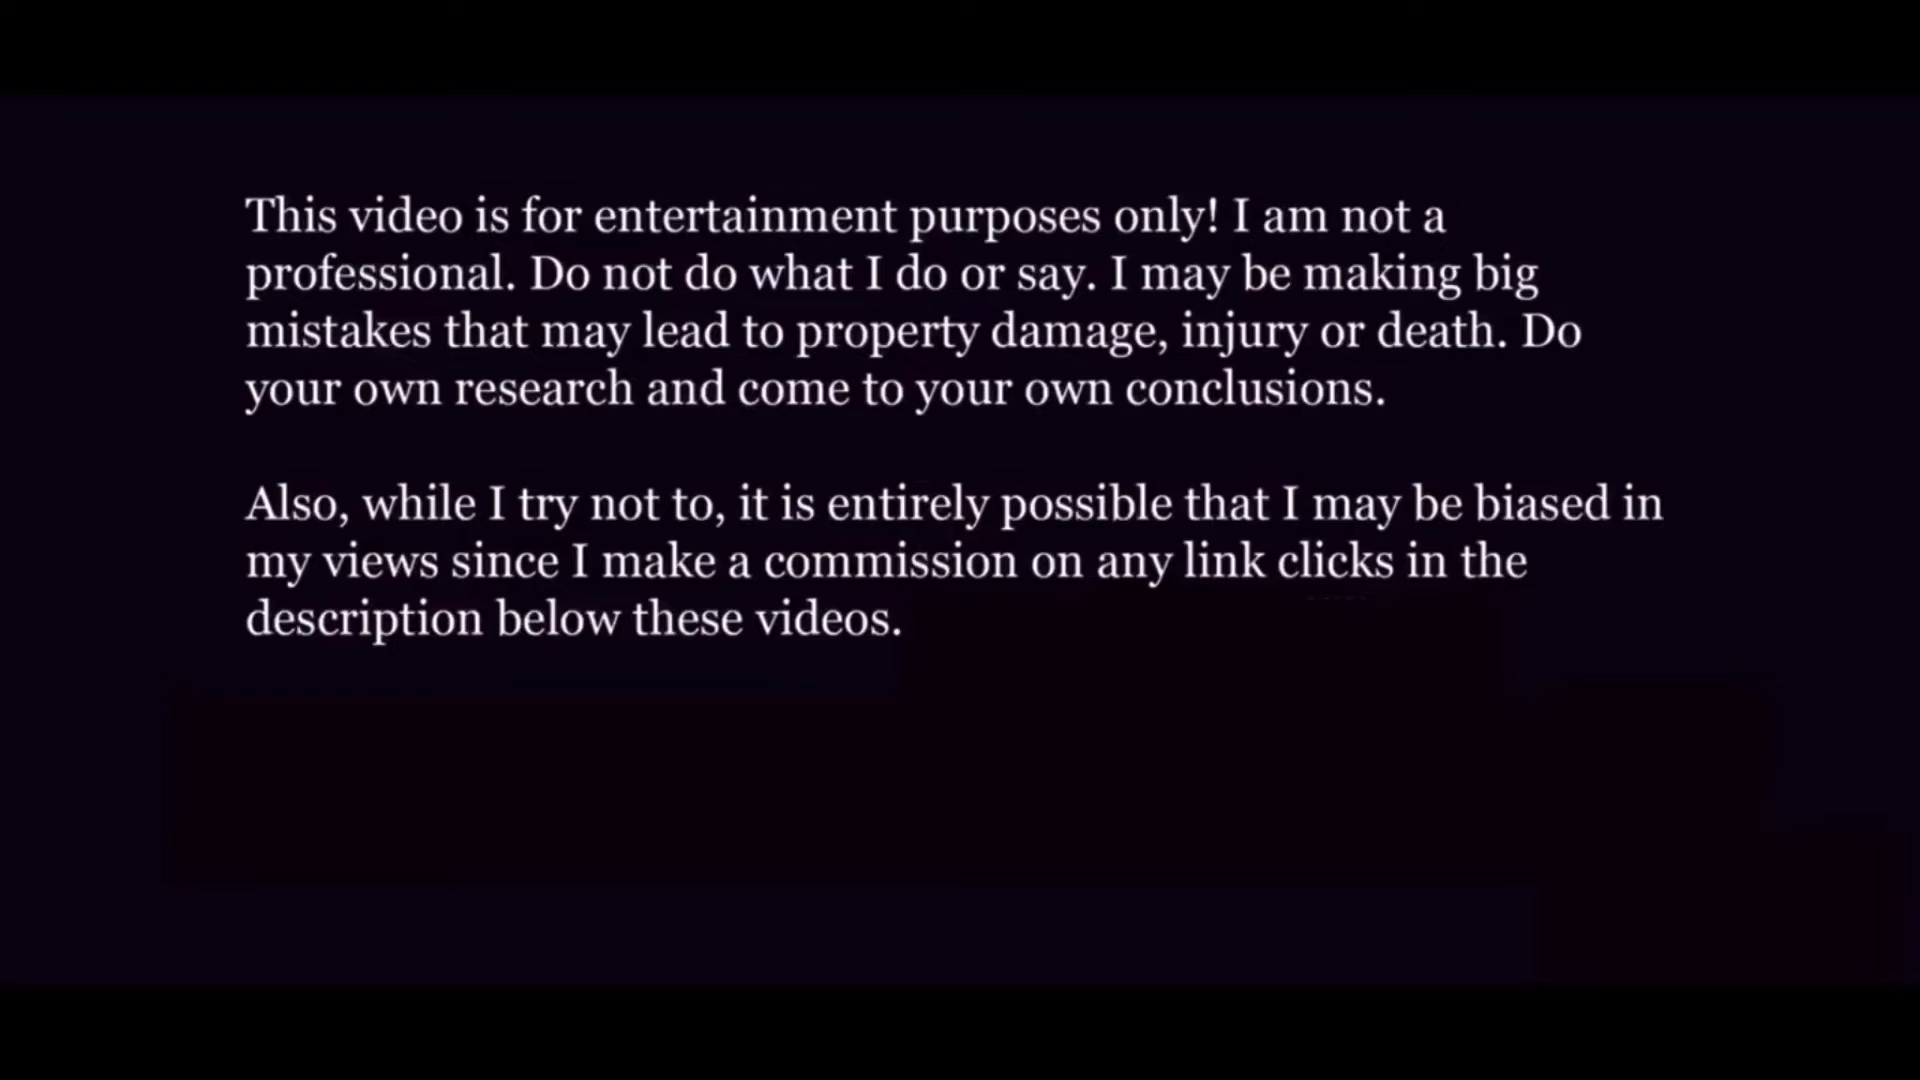 This video is for entertainment purposes only! I am not a
professional. Do not do what I do or say. I may be making big
mistakes that may lead to property damage, injury or death. Do
your own research and come to your own conclusions.
Also, while I try not to, it is entirely possible that I may be biased in
my views since I make a commission on any link clicks in the
description below these videos.